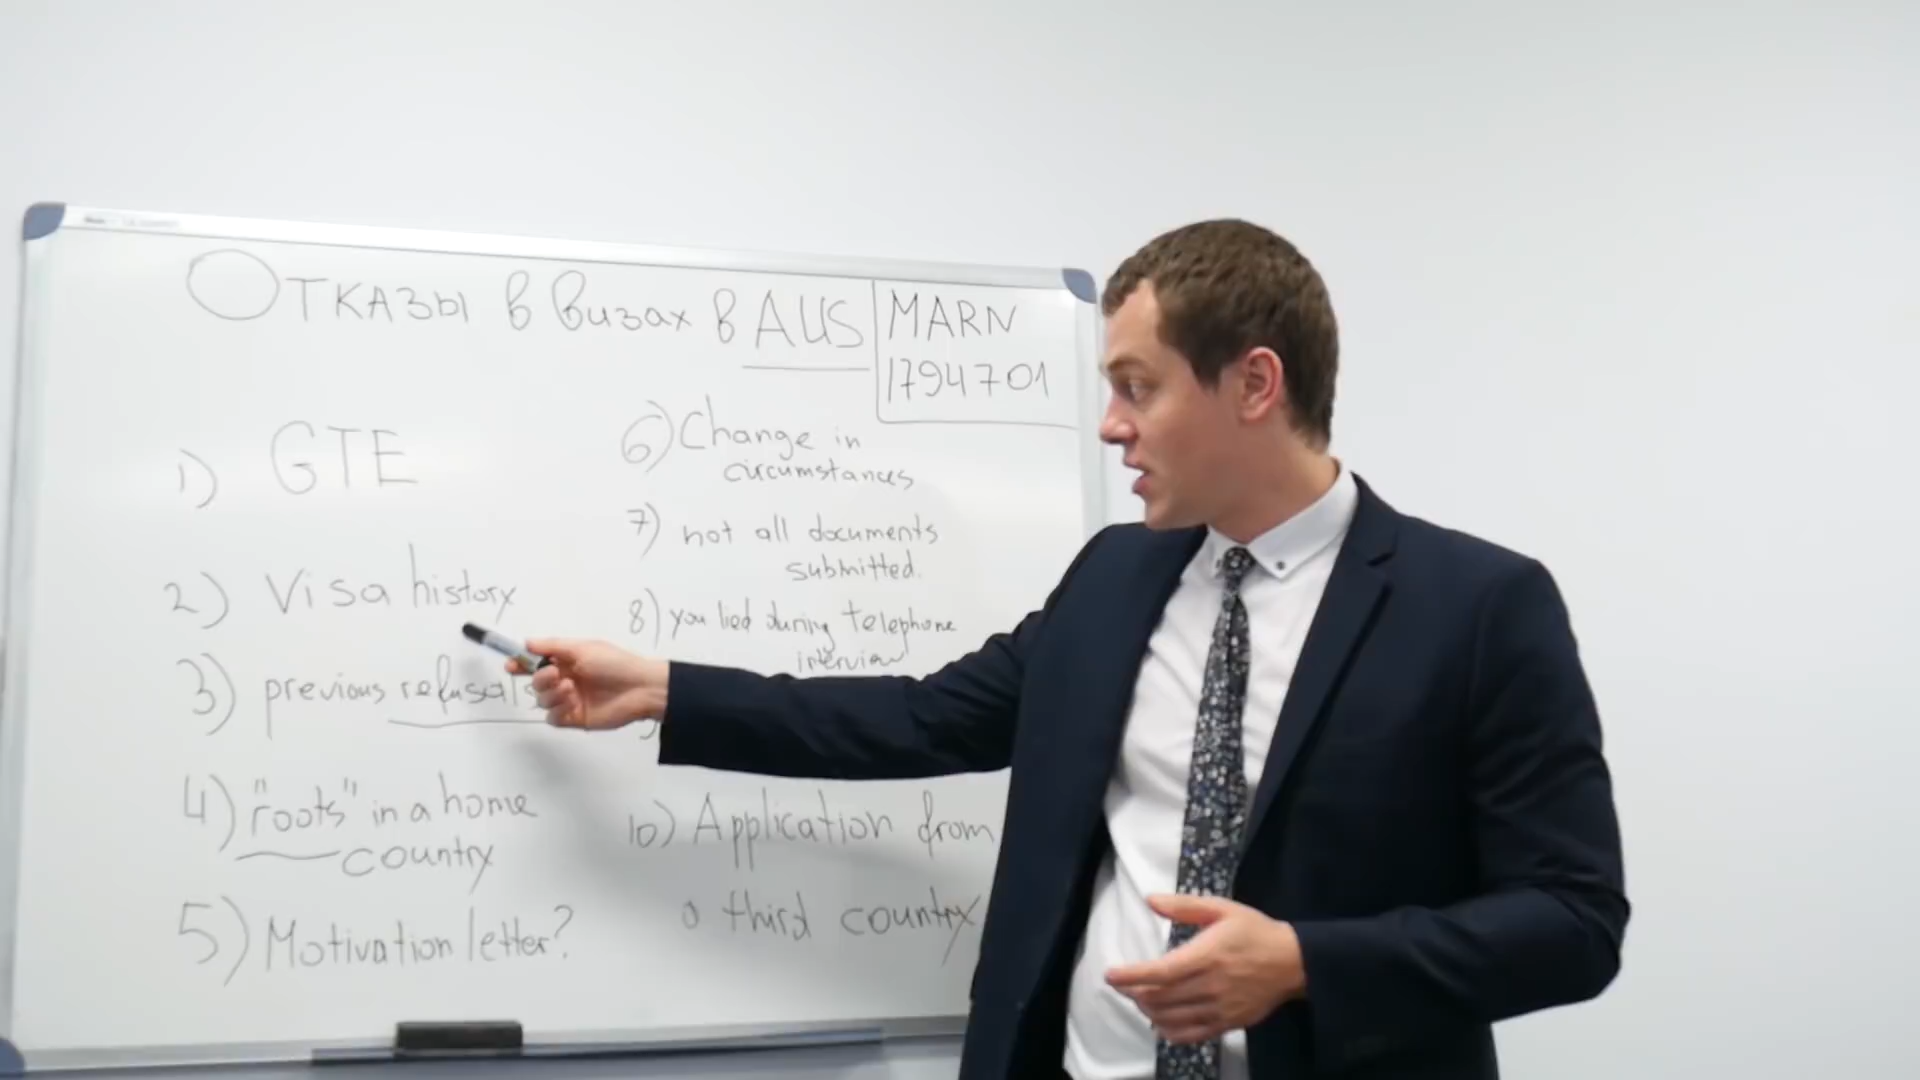 Отказы в визах в AUS
MARN
1794701
1) GTE
2) Visa history
3) previous refusals
4) "roots" in a home
country
5) Motivation letter?
6) Change in
circumstances
7) not all documents
submitted.
8) you lied during telephone
interview
10) Application from
a third country